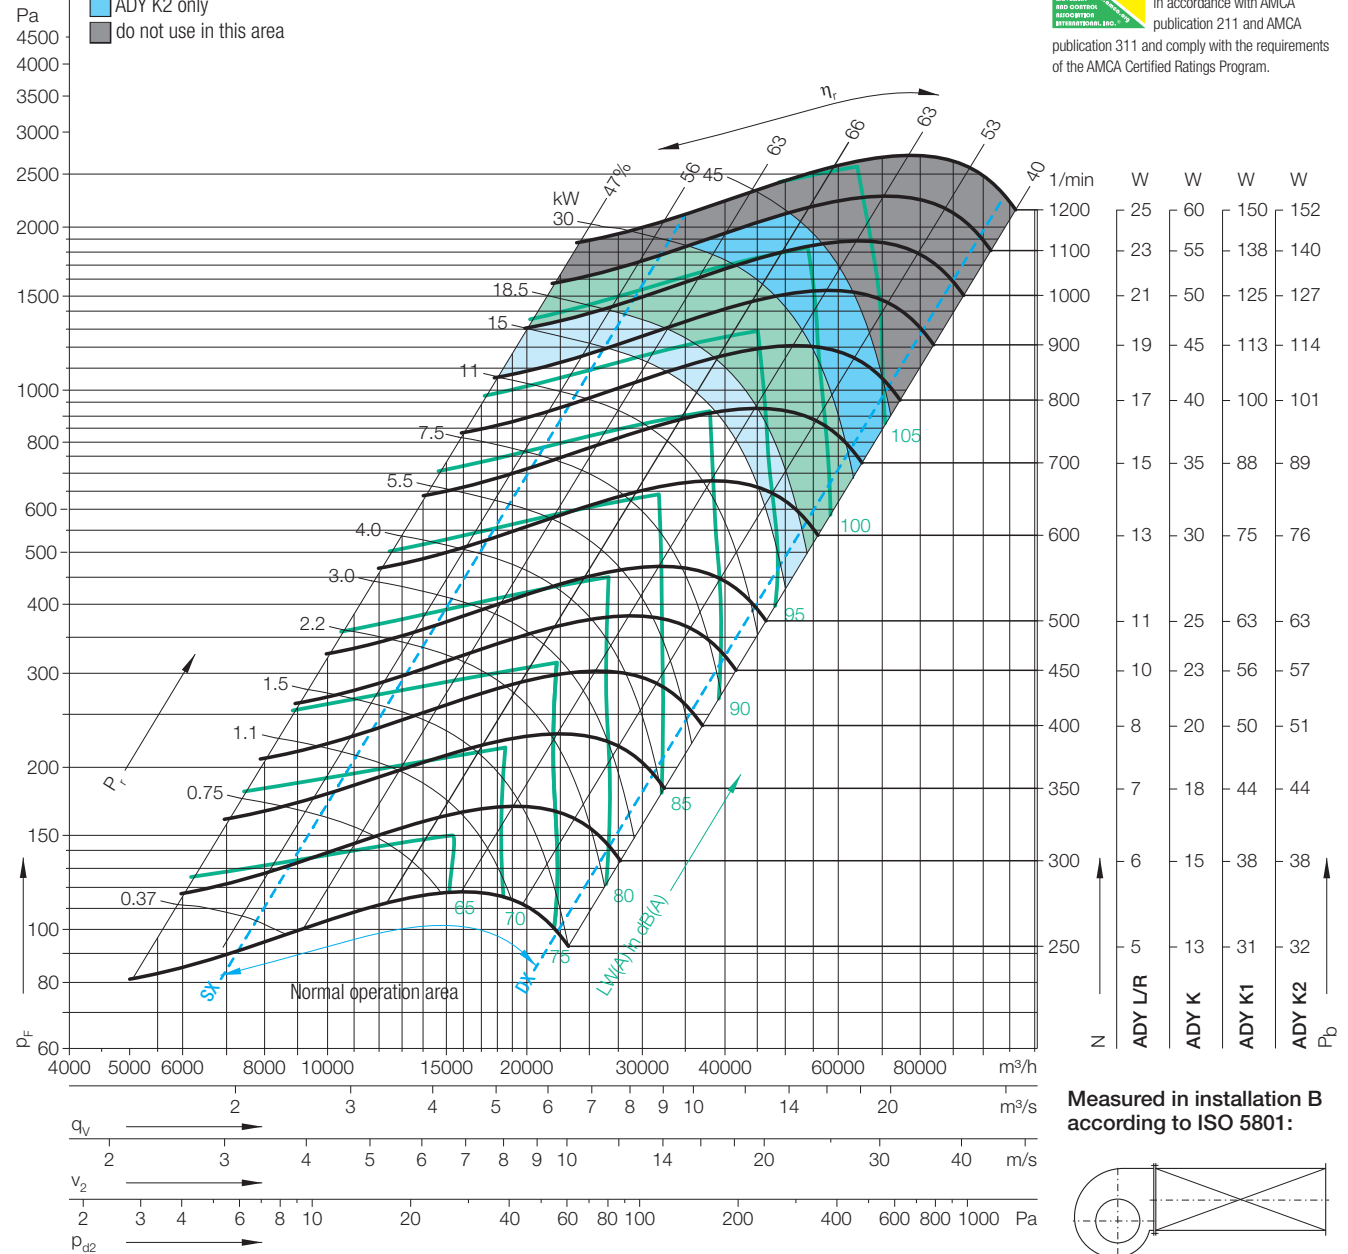 Pa
ADY K2 only
do not use in this area
AND CONTROL
ASSOCIATION
INTERNATIONAL, INC.®
in accordance with AMCA
publication 211 and AMCA
publication 311 and comply with the requirements
of the AMCA Certified Ratings Program.
4500
4000
3500
3000
2500
2000
1500
1000
800
600
500
400
300
200
150
100
80
60
pF
ηr
47%
56
63
66
63
53
40
kW
45
30
18.5
15
11
7.5
5.5
4.0
3.0
2.2
1.5
1.1
0.75
0.37
Pr
105
100
95
90
85
80
75
70
65
LW(A) in dB(A)
SX
DX
Normal operation area
1/min W W W W
1200 25 60 150 152
1100 23 55 138 140
1000 21 50 125 127
900 19 45 113 114
800 17 40 100 101
700 15 35 88 89
600 13 30 75 76
500 11 25 63 63
450 10 23 56 57
400 8 20 50 51
350 7 18 44 44
300 6 15 38 38
250 5 13 31 32
N ADY L/R ADY K ADY K1 ADY K2 Pb
4000 5000 6000 8000 10000 15000 20000 30000 40000 60000 80000 m³/h
2 3 4 5 6 7 8 9 10 14 20 m³/s
qV
2 3 4 5 6 7 8 9 10 14 20 30 40 m/s
v2
2 3 4 6 8 10 20 40 60 80 100 200 400 600 800 1000 Pa
pd2
Measured in installation B
according to ISO 5801: